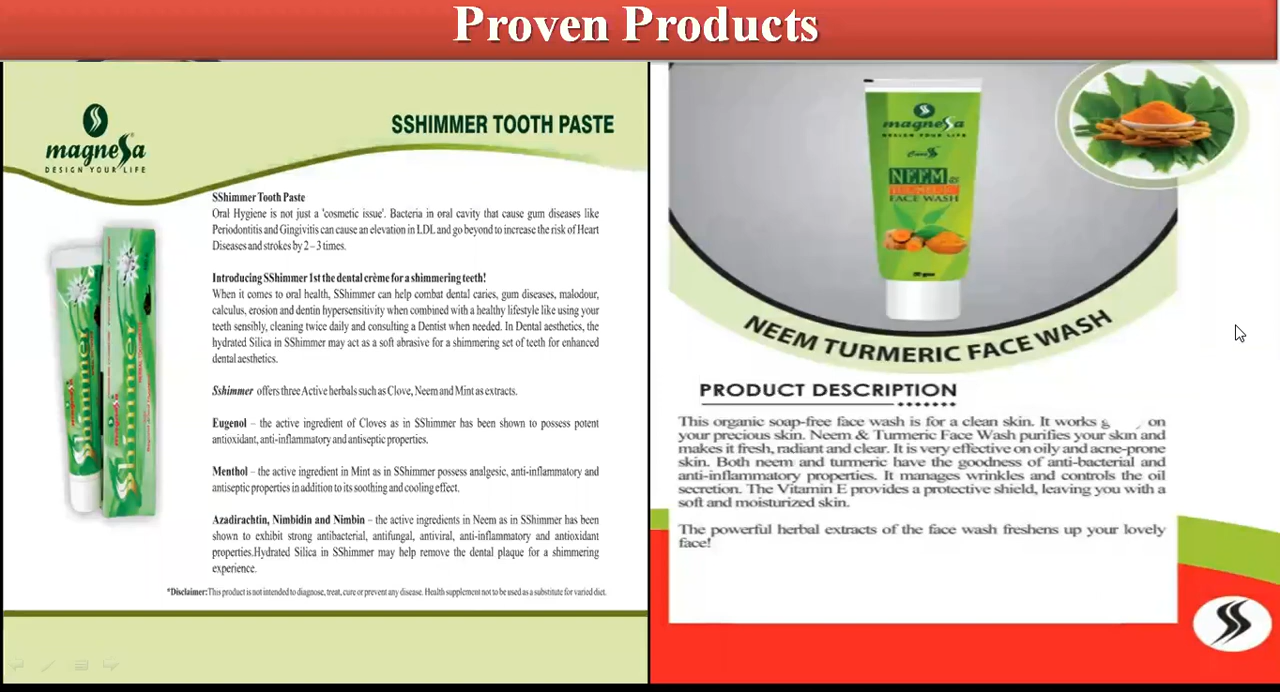 Proven Products
magneSa
DESIGN YOUR LIFE
SSHIMMER TOOTH PASTE
SShimmer Tooth Paste
Oral Hygiene is not just a 'cosmetic issue'. Bacteria in oral cavity that cause gum diseases like
Periodontitis and Gingivitis can cause an elevation in LDL and go beyond to increase the risk of Heart
Diseases and strokes by 2 – 3 times.
Introducing SShimmer 1st the dental crème for a shimmering teeth!
When it comes to oral health, SShimmer can help combat dental caries, gum diseases, malodour,
calculus, erosion and dentin hypersensitivity when combined with a healthy lifestyle like using your
teeth sensibly, cleaning twice daily and consulting a Dentist when needed. In Dental aesthetics, the
hydrated Silica in SShimmer may act as a soft abrasive for a shimmering set of teeth for enhanced
dental aesthetics.
Sshimmer offers three Active herbals such as Clove, Neem and Mint as extracts.
Eugenol – the active ingredient of Cloves as in SShimmer has been shown to possess potent
antioxidant, anti-inflammatory and antiseptic properties.
Menthol – the active ingredient in Mint as in SShimmer possess analgesic, anti-inflammatory and
antiseptic properties in addition to its soothing and cooling effect.
Azadirachtin, Nimbidin and Nimbin – the active ingredients in Neem as in SShimmer has been
shown to exhibit strong antibacterial, antifungal, antiviral, anti-inflammatory and antioxidant
properties.Hydrated Silica in SShimmer may help remove the dental plaque for a shimmering
experience.
*Disclaimer: This product is not intended to diagnose, treat, cure or prevent any disease. Health supplement not to be used as a substitute for varied diet.
SShimmer
SShimmer
magneSa
DESIGN YOUR LIFE
NEEM &
TURMERIC
FACE WASH
NEEM TURMERIC FACE WASH
PRODUCT DESCRIPTION
This organic soap-free face wash is for a clean skin. It works g on
your precious skin. Neem & Turmeric Face Wash purifies your skin and
makes it fresh, radiant and clear. It is very effective on oily and acne-prone
skin. Both neem and turmeric have the goodness of anti-bacterial and
anti-inflammatory properties. It manages wrinkles and controls the oil
secretion. The Vitamin E provides a protective shield, leaving you with a
soft and moisturized skin.
The powerful herbal extracts of the face wash freshens up your lovely
face!